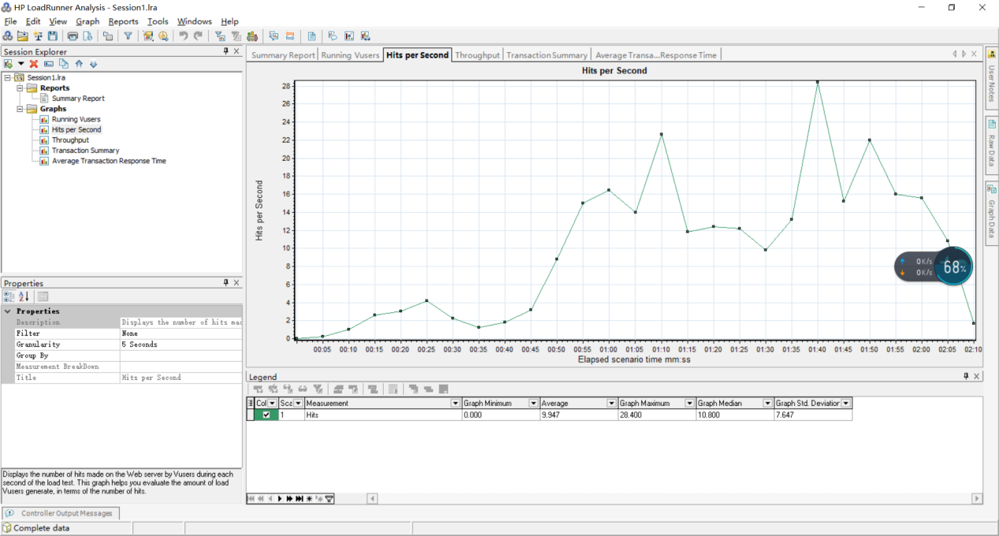 HP LoadRunner Analysis - Session1.lra
File Edit View Graph Reports Tools Windows Help
Session Explorer
Session1.lra
Reports
Summary Report
Graphs
Running Vusers
Hits per Second
Throughput
Transaction Summary
Average Transaction Response Time
Properties
Properties
Description Displays the number of hits mad
Filter None
Granularity 5 Seconds
Group By
Measurement BreakDown
Title Hits per Second
Displays the number of hits made on the Web server by Vusers during each
second of the load test. This graph helps you evaluate the amount of load
Vusers generate, in terms of the number of hits.
Summary Report Running Vusers Hits per Second Throughput Transaction Summary Average Transa...Response Time
Hits per Second
28
26
24
22
20
18
16
14
12
10
8
6
4
2
0
Hits per Second
00:05 00:10 00:15 00:20 00:25 00:30 00:35 00:40 00:45 00:50 00:55 01:00 01:05 01:10 01:15 01:20 01:25 01:30 01:35 01:40 01:45 01:50 01:55 02:00 02:05 02:10
Elapsed scenario time mm:ss
0K/s
0K/s
68%
User Notes
Raw Data
Graph Data
Legend
Col Sca Measurement Graph Minimum Average Graph Maximum Graph Median Graph Std. Deviation
1 Hits 0.000 9.947 28.400 10.800 7.647
Controller Output Messages
Complete data